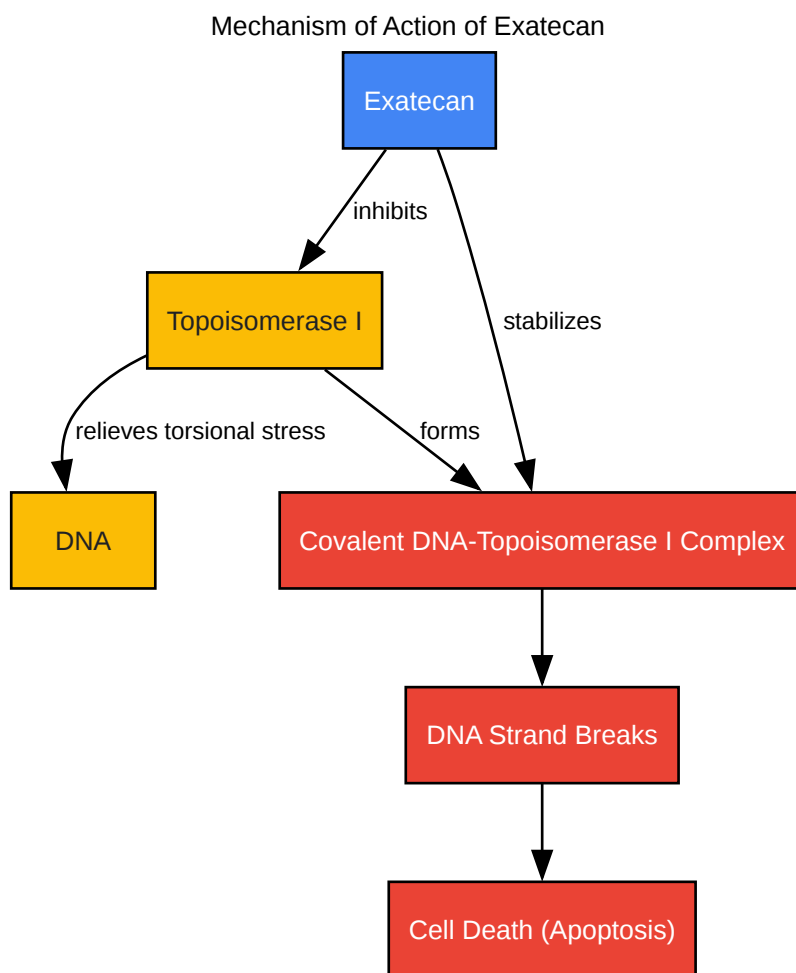 Mechanism of Action of Exatecan
Exatecan
inhibits
Topoisomerase I
stabilizes
relieves torsional stress
forms
DNA
Covalent DNA-Topoisomerase I Complex
DNA Strand Breaks
Cell Death (Apoptosis)